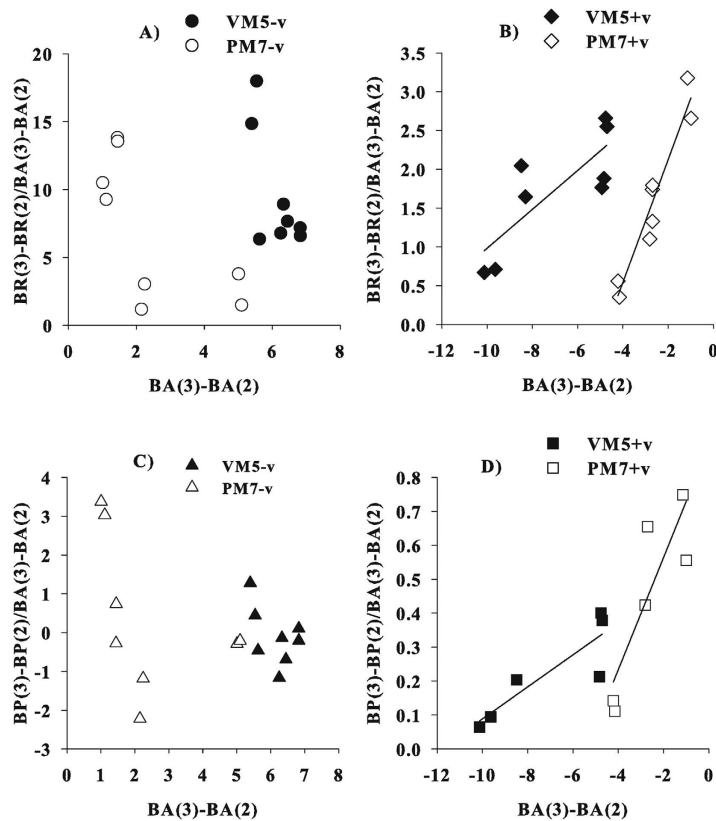 A)
VM5-v
PM7-v
BR(3)-BR(2)/BA(3)-BA(2)
20
15
10
5
0
0 2 4 6 8
BA(3)-BA(2)
B)
VM5+v
PM7+v
BR(3)-BR(2)/BA(3)-BA(2)
3.5
3.0
2.5
2.0
1.5
1.0
0.5
0.0
-12 -10 -8 -6 -4 -2 0
BA(3)-BA(2)
C)
VM5-v
PM7-v
BP(3)-BP(2)/BA(3)-BA(2)
4
3
2
1
0
-1
-2
-3
0 1 2 3 4 5 6 7 8
BA(3)-BA(2)
D)
VM5+v
PM7+v
BP(3)-BP(2)/BA(3)-BA(2)
0.8
0.7
0.6
0.5
0.4
0.3
0.2
0.1
0.0
-12 -10 -8 -6 -4 -2 0
BA(3)-BA(2)